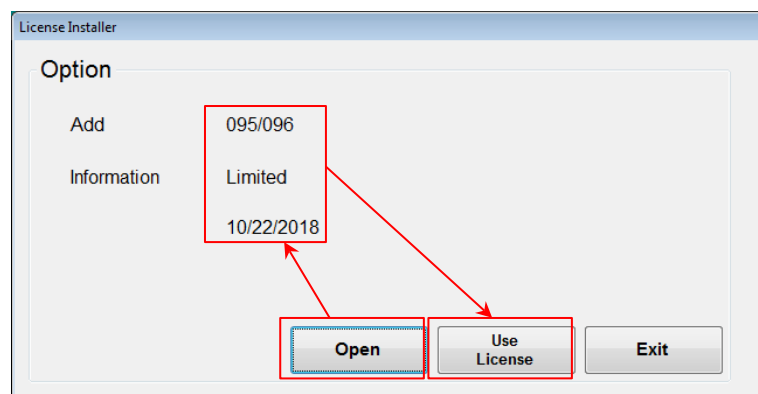 License Installer
Option
Add 095/096
Information Limited
10/22/2018
Open
Use
License
Exit